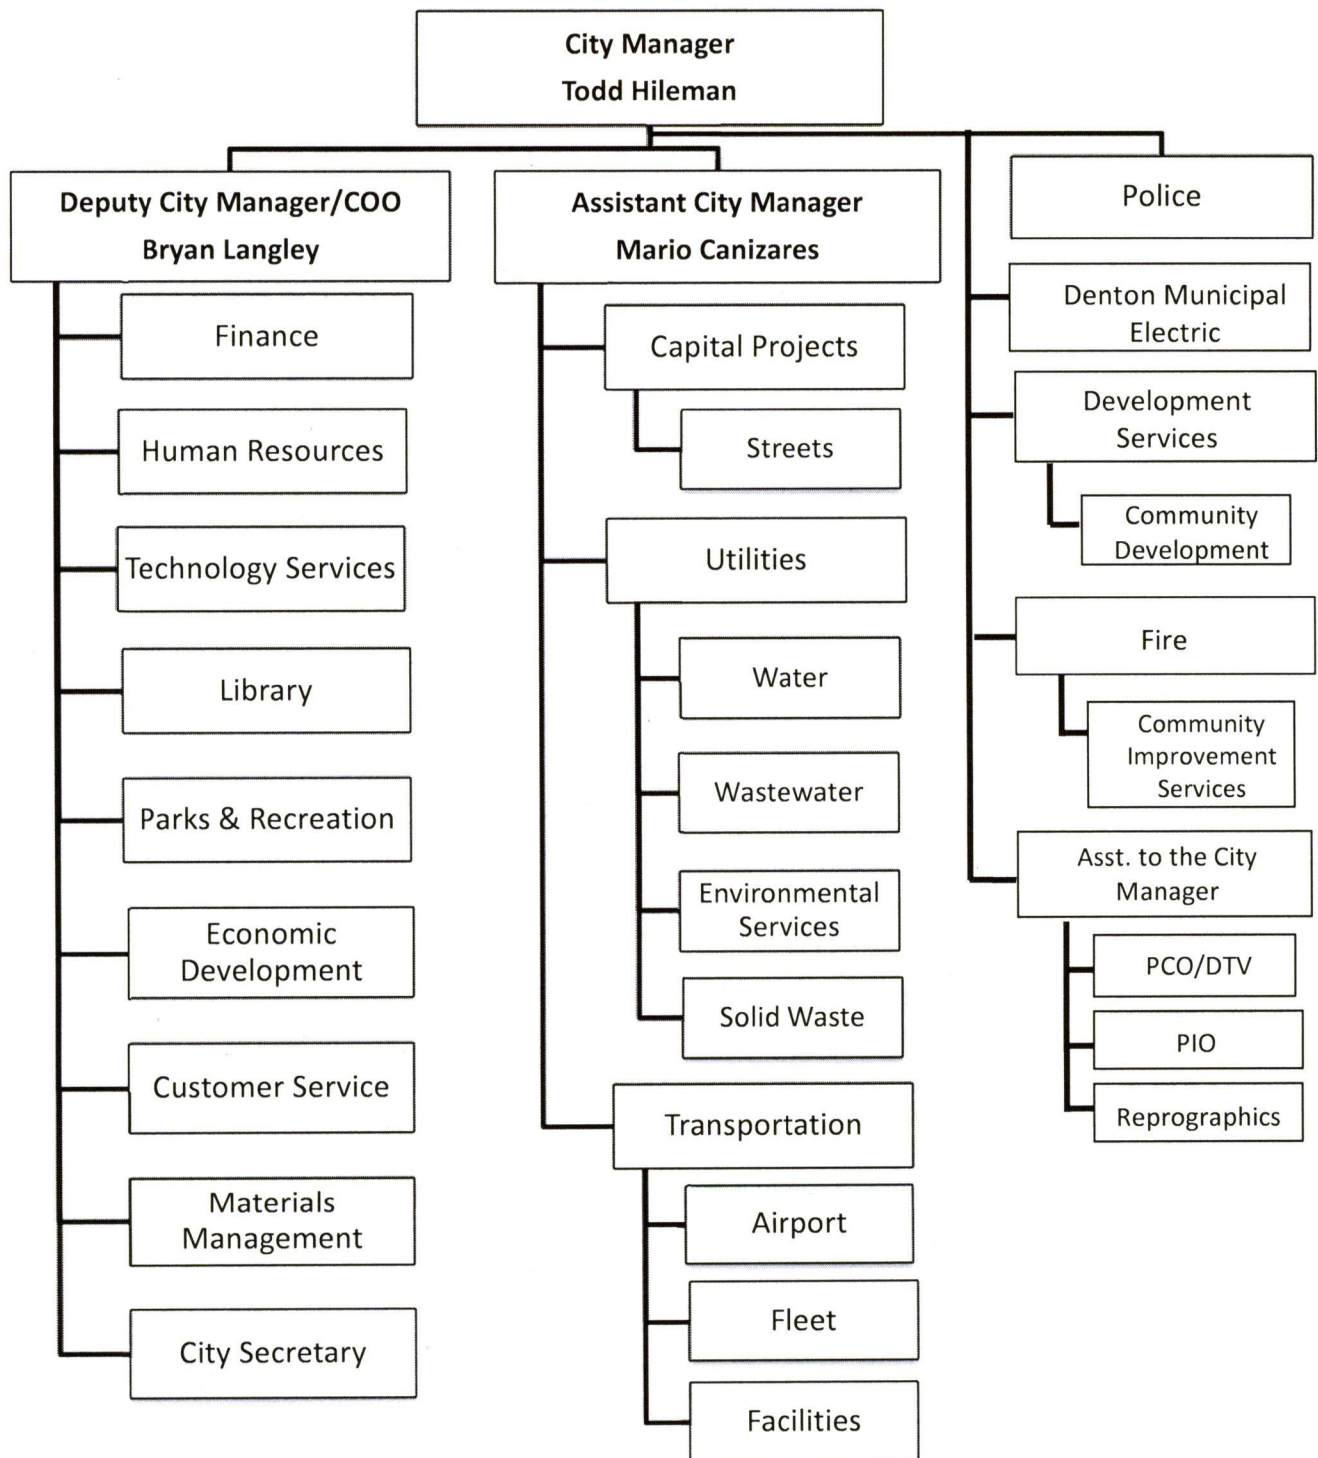 City Manager
Todd Hileman
Deputy City Manager/COO
Bryan Langley
Finance
Human Resources
Technology Services
Library
Parks & Recreation
Economic
Development
Customer Service
Materials
Management
City Secretary
Assistant City Manager
Mario Canizares
Capital Projects
Streets
Utilities
Water
Wastewater
Environmental
Services
Solid Waste
Transportation
Airport
Fleet
Facilities
Police
Denton Municipal
Electric
Development
Services
Community
Development
Fire
Community
Improvement
Services
Asst. to the City
Manager
PCO/DTV
PIO
Reprographics